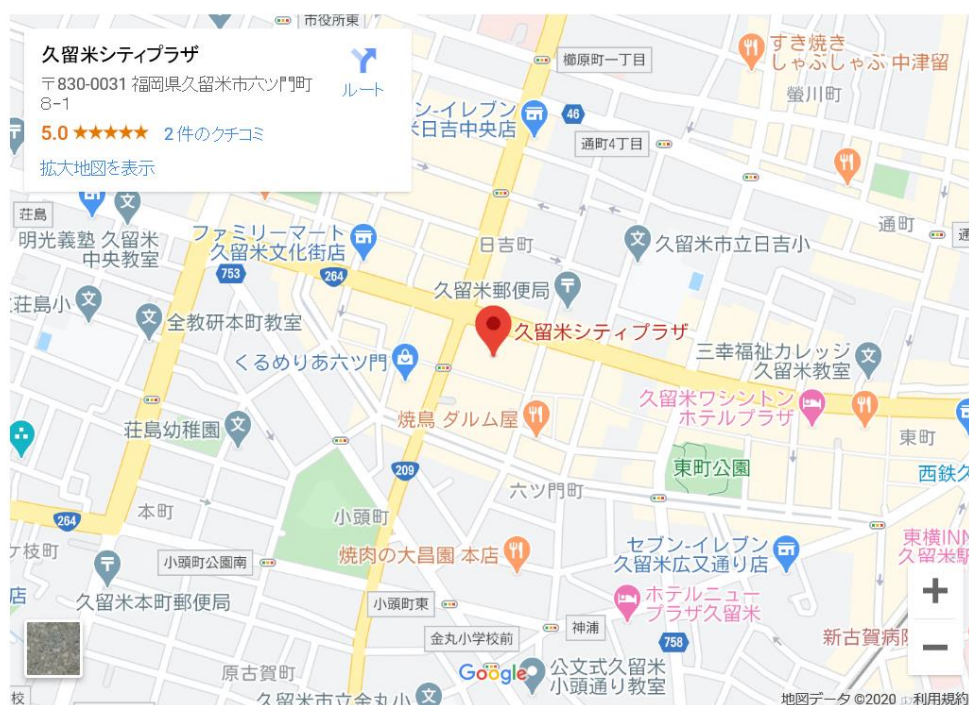 市役所東
久留米シティプラザ
〒830-0031 福岡県久留米市六ツ門町
8-1
ルート
5.0 ★★★★★ 2 件のクチコミ
拡大地図を表示
櫛原町一丁目
すき焼き
しゃぶしゃぶ 中津留
螢川町
ン-イレブン
米日吉中央店
46
通町4丁目
荘島
明光義塾 久留米
中央教室
ファミリーマート
久留米文化街店
日吉町
久留米市立日吉小
通町
753
264
久留米郵便局
荘島小
全教研本町教室
久留米シティプラザ
くるめりあ六ツ門
三幸福祉カレッジ
久留米教室
久留米ワシントン
ホテルプラザ
荘島幼稚園
焼鳥 ダルム屋
東町
209
東町公園
西鉄久
六ツ門町
264
本町
小頭町
ケ枝町
小頭町公園南
焼肉の大昌園 本店
セブン-イレブン
久留米広又通り店
東横INN
久留米駅
店
久留米本町郵便局
小頭町東
ホテルニュー
プラザ久留米
+
金丸小学校前
神浦
758
新古賀病院
−
原古賀町
Google
公文式久留米
小頭通り教室
校
久留米市立金丸小
地図データ ©2020
利用規約